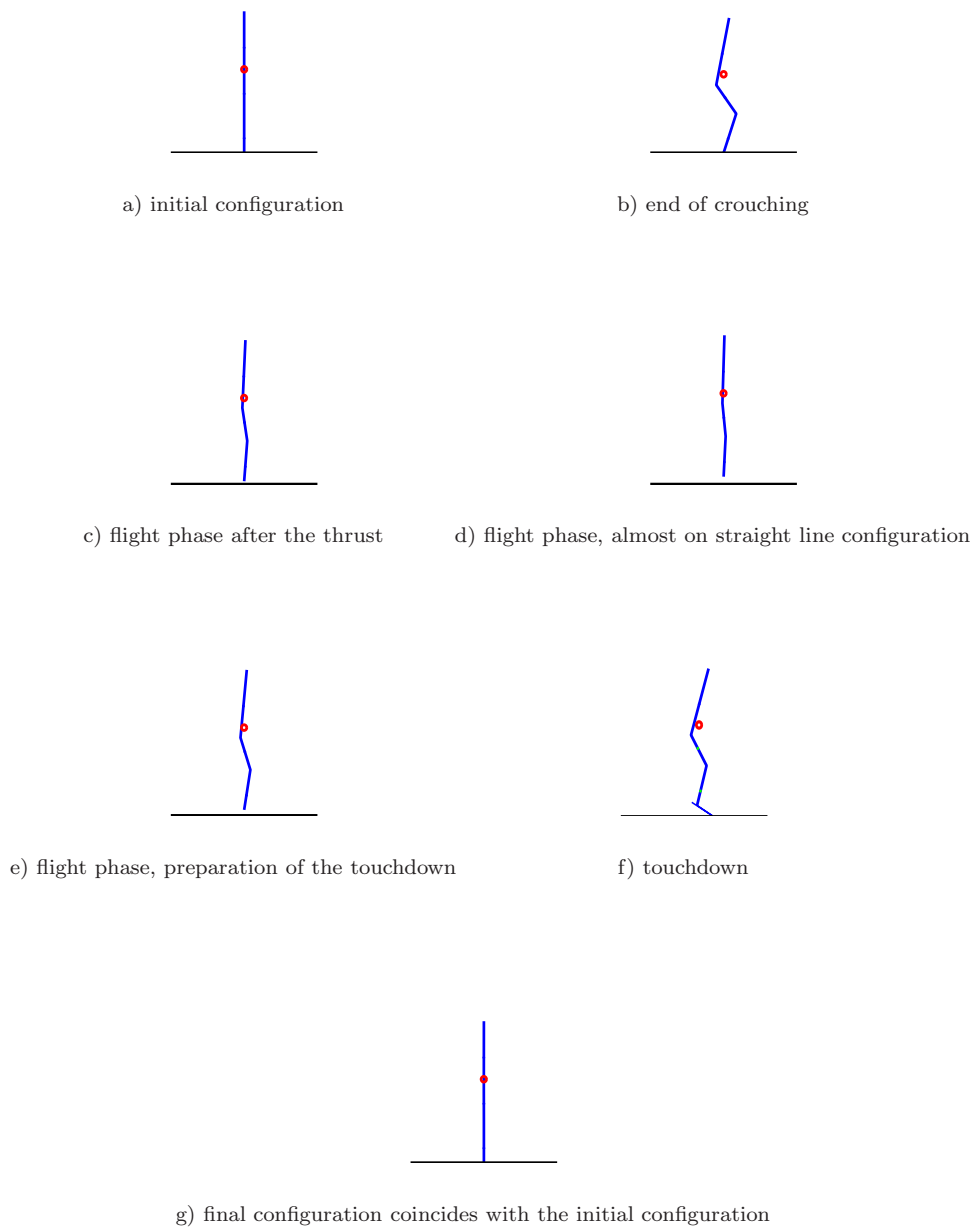 a) initial configuration
b) end of crouching
c) flight phase after the thrust
d) flight phase, almost on straight line configuration
e) flight phase, preparation of the touchdown
f) touchdown
g) final configuration coincides with the initial configuration